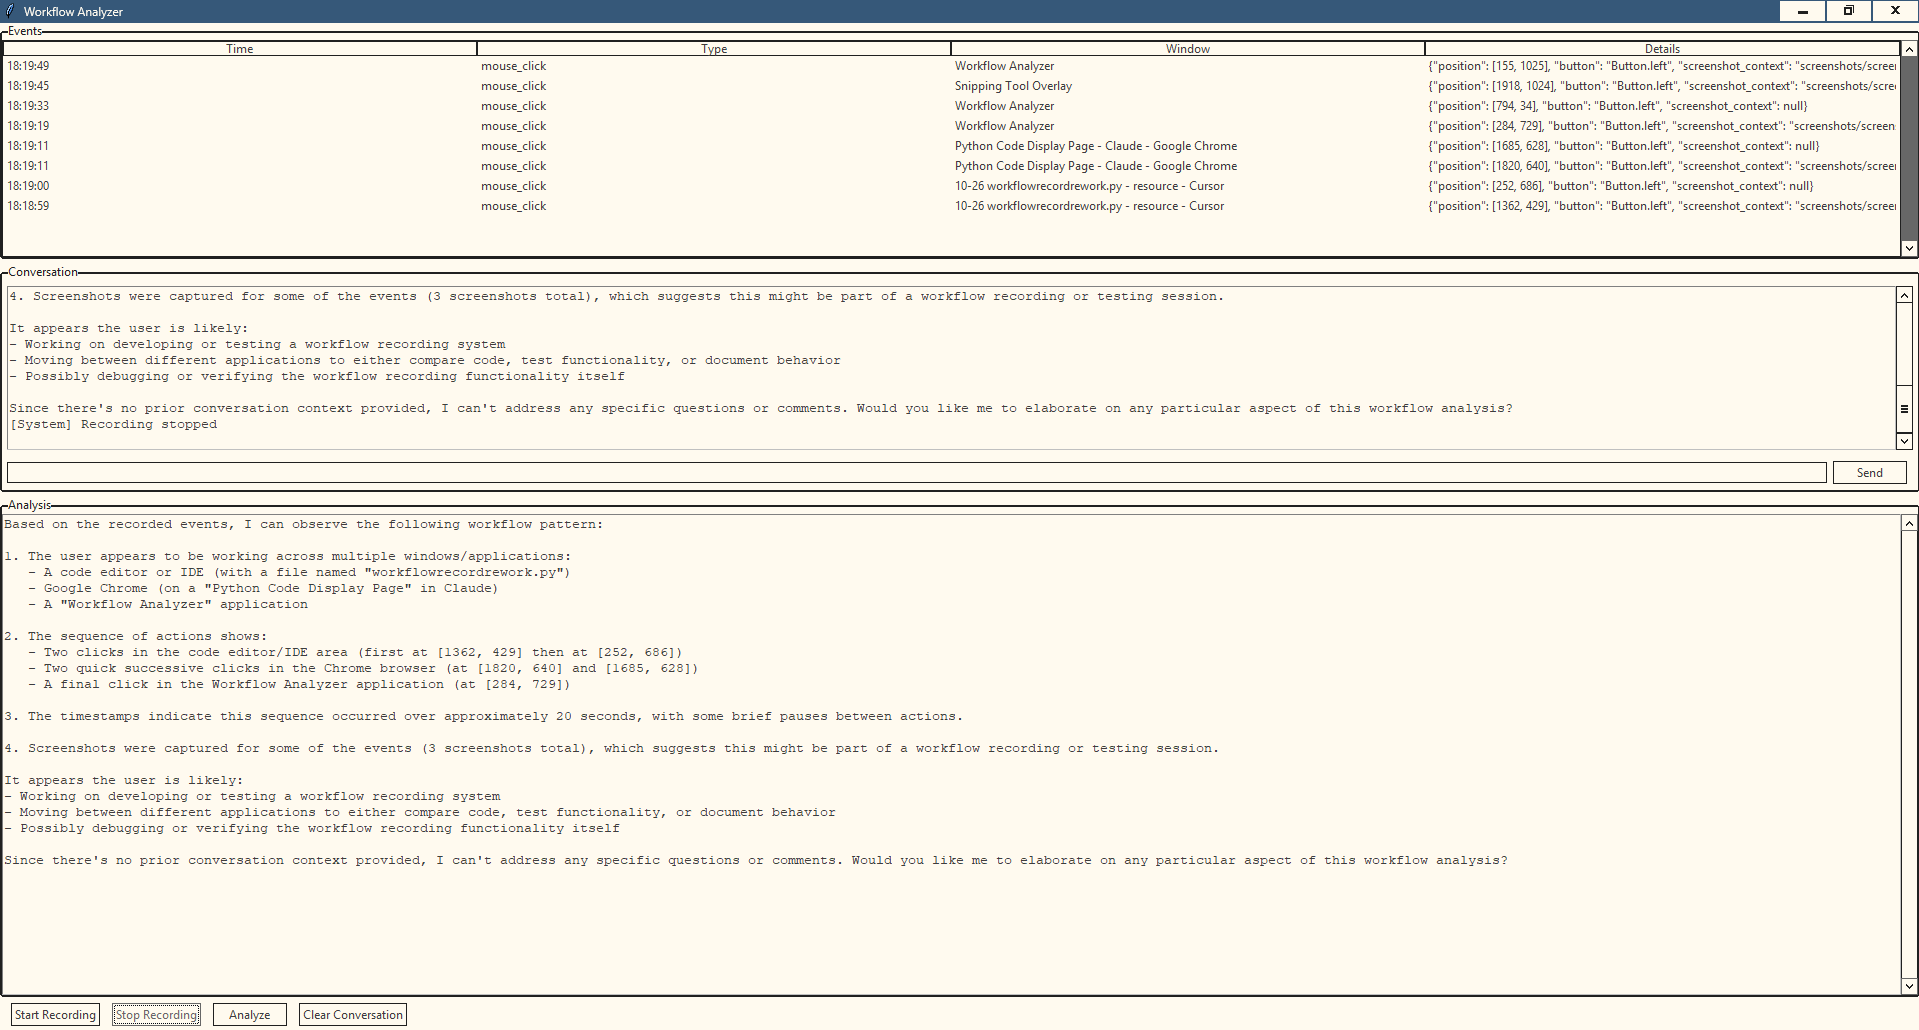 Workflow Analyzer
Events
Time Type Window Details
18:19:49 mouse_click Workflow Analyzer {"position": [155, 1025], "button": "Button.left", "screenshot_context": "screenshots/scree
18:19:45 mouse_click Snipping Tool Overlay {"position": [1918, 1024], "button": "Button.left", "screenshot_context": "screenshots/scre
18:19:33 mouse_click Workflow Analyzer {"position": [794, 34], "button": "Button.left", "screenshot_context": null}
18:19:19 mouse_click Workflow Analyzer {"position": [284, 729], "button": "Button.left", "screenshot_context": "screenshots/screen
18:19:11 mouse_click Python Code Display Page - Claude - Google Chrome {"position": [1685, 628], "button": "Button.left", "screenshot_context": null}
18:19:11 mouse_click Python Code Display Page - Claude - Google Chrome {"position": [1820, 640], "button": "Button.left", "screenshot_context": "screenshots/scree
18:19:00 mouse_click 10-26 workflowrecordrework.py - resource - Cursor {"position": [252, 686], "button": "Button.left", "screenshot_context": null}
18:18:59 mouse_click 10-26 workflowrecordrework.py - resource - Cursor {"position": [1362, 429], "button": "Button.left", "screenshot_context": "screenshots/scree
Conversation
4. Screenshots were captured for some of the events (3 screenshots total), which suggests this might be part of a workflow recording or testing session.
It appears the user is likely:
- Working on developing or testing a workflow recording system
- Moving between different applications to either compare code, test functionality, or document behavior
- Possibly debugging or verifying the workflow recording functionality itself
Since there's no prior conversation context provided, I can't address any specific questions or comments. Would you like me to elaborate on any particular aspect of this workflow analysis?
[System] Recording stopped
Send
Analysis
Based on the recorded events, I can observe the following workflow pattern:
1. The user appears to be working across multiple windows/applications:
- A code editor or IDE (with a file named "workflowrecordrework.py")
- Google Chrome (on a "Python Code Display Page" in Claude)
- A "Workflow Analyzer" application
2. The sequence of actions shows:
- Two clicks in the code editor/IDE area (first at [1362, 429] then at [252, 686])
- Two quick successive clicks in the Chrome browser (at [1820, 640] and [1685, 628])
- A final click in the Workflow Analyzer application (at [284, 729])
3. The timestamps indicate this sequence occurred over approximately 20 seconds, with some brief pauses between actions.
4. Screenshots were captured for some of the events (3 screenshots total), which suggests this might be part of a workflow recording or testing session.
It appears the user is likely:
- Working on developing or testing a workflow recording system
- Moving between different applications to either compare code, test functionality, or document behavior
- Possibly debugging or verifying the workflow recording functionality itself
Since there's no prior conversation context provided, I can't address any specific questions or comments. Would you like me to elaborate on any particular aspect of this workflow analysis?
Start Recording Stop Recording Analyze Clear Conversation